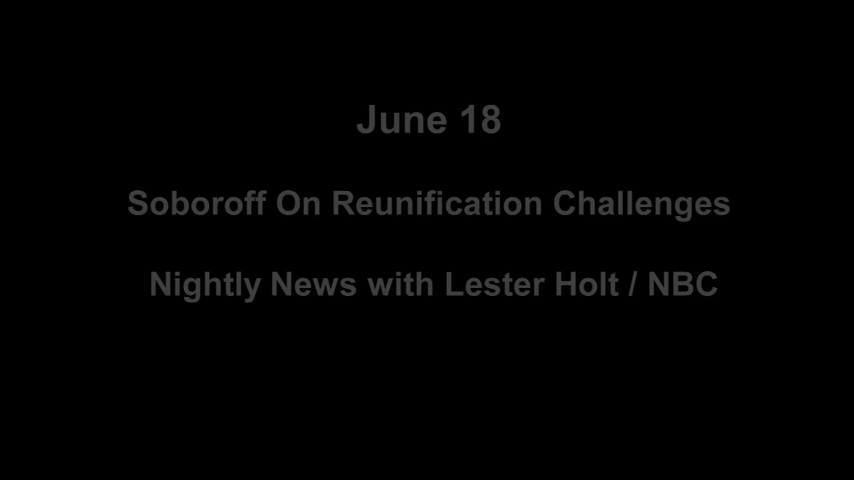 June 18
Soboroff On Reunification Challenges
Nightly News with Lester Holt / NBC